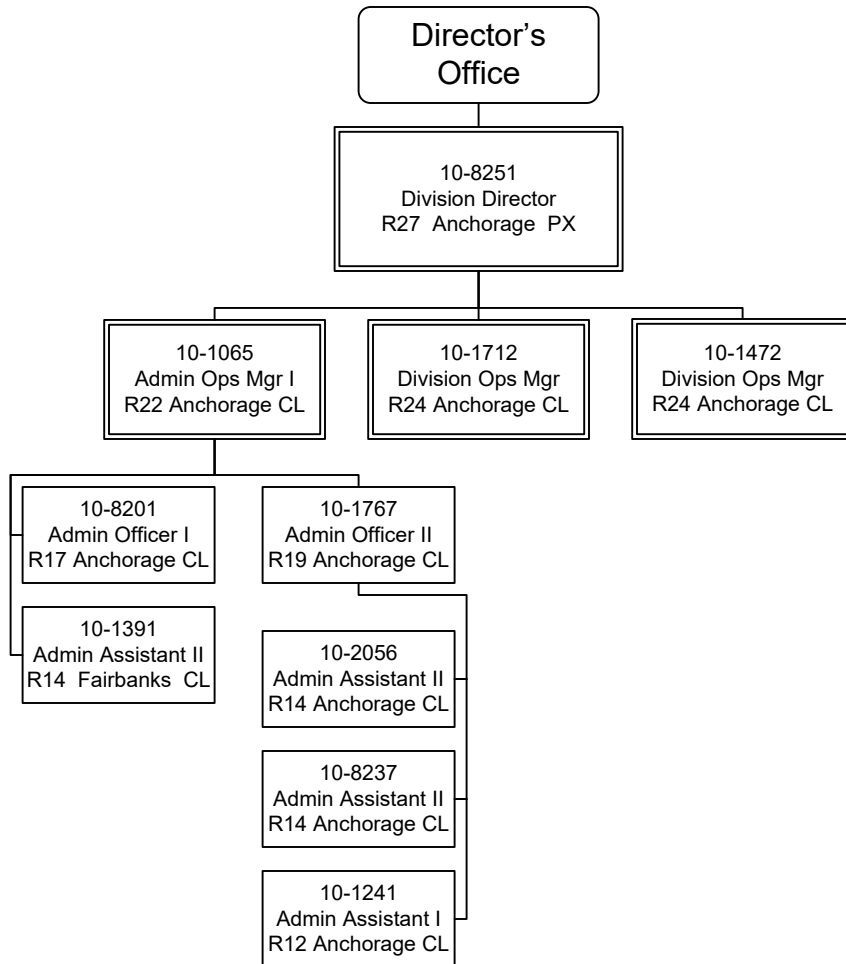 Director’s
Office
10-8251
Division Director
R27  Anchorage  PX
10-1065
Admin Ops Mgr I
R22 Anchorage CL
10-1712
Division Ops Mgr
R24 Anchorage CL
10-1472
Division Ops Mgr
R24 Anchorage CL
10-8201
Admin Officer I
R17 Anchorage CL
10-1767
Admin Officer II
R19 Anchorage CL
10-1391
Admin Assistant II
R14  Fairbanks  CL
10-2056
Admin Assistant II
R14 Anchorage CL
10-8237
Admin Assistant II
R14 Anchorage CL
10-1241
Admin Assistant I
R12 Anchorage CL